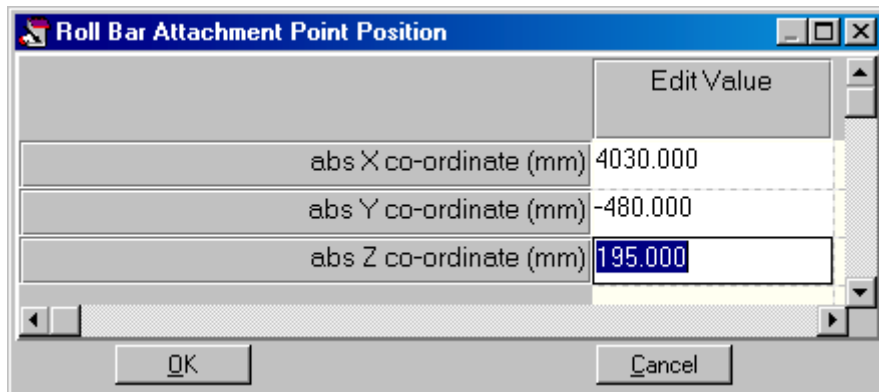 Roll Bar Attachment Point Position
Edit Value
abs X co-ordinate (mm) 4030.000
abs Y co-ordinate (mm) -480.000
abs Z co-ordinate (mm) 195.000
OK Cancel